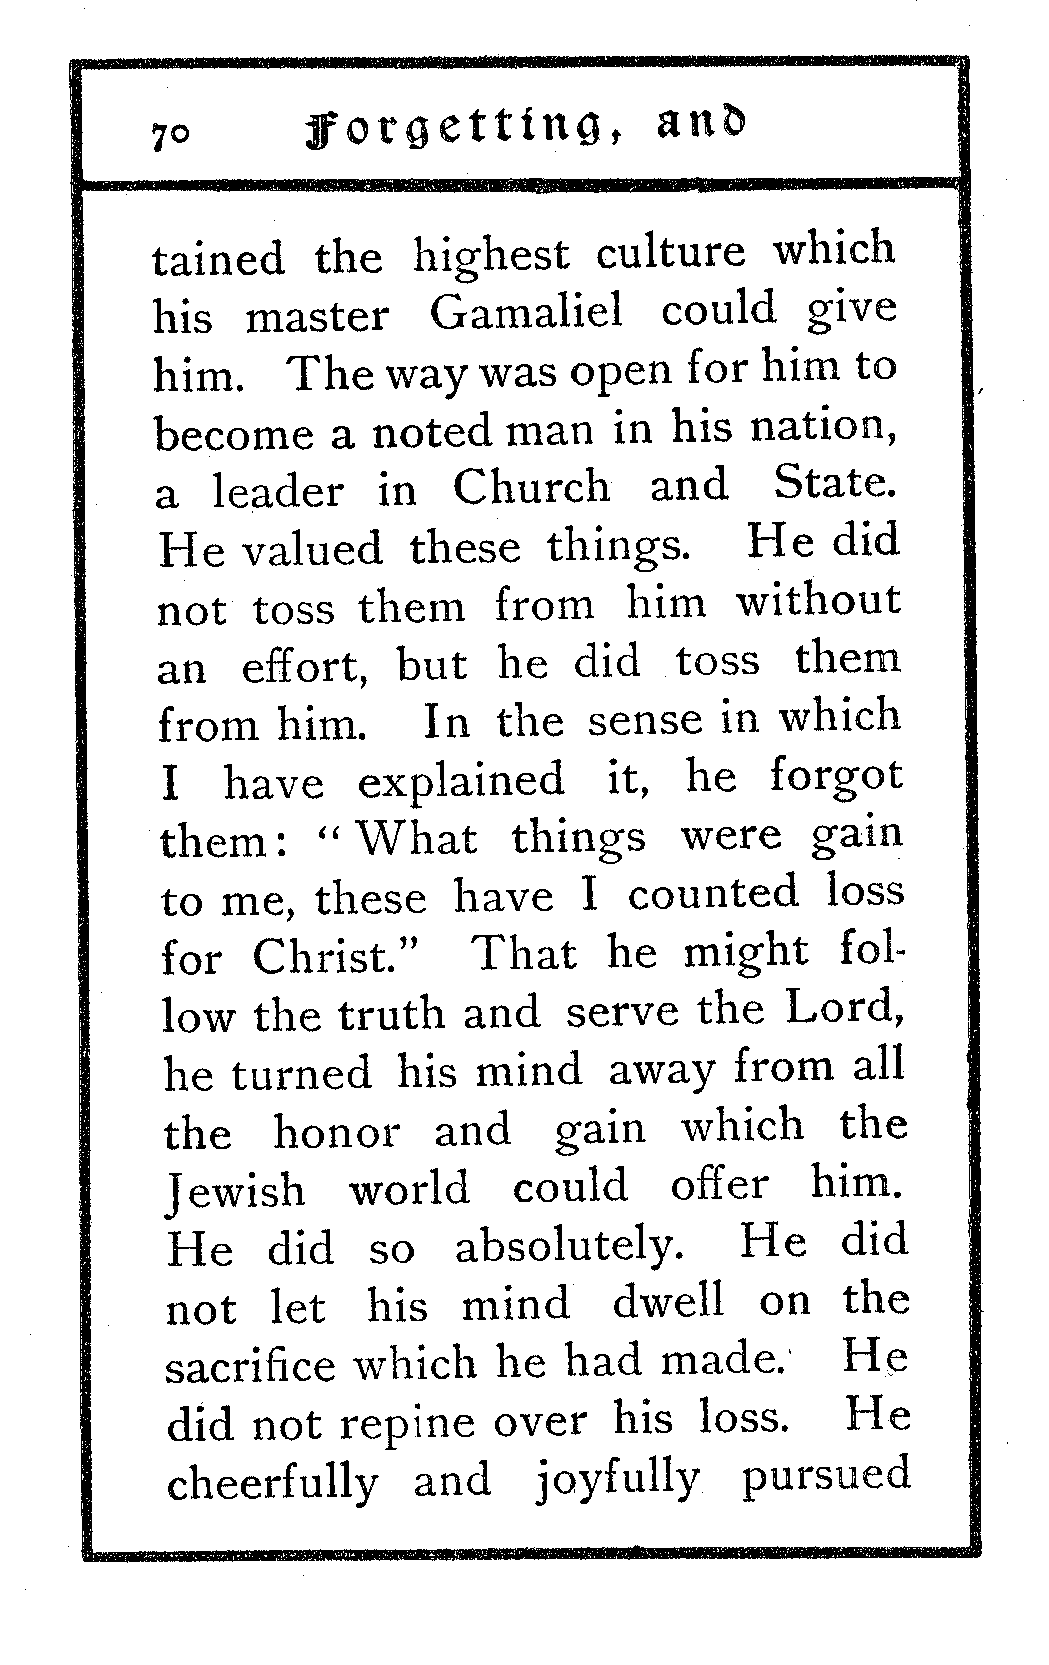 70 Forgetting, and
tained the highest culture which
his master Gamaliel could give
him. The way was open for him to
become a noted man in his nation,
a leader in Church and State.
He valued these things. He did
not toss them from him without
an effort, but he did toss them
from him. In the sense in which
I have explained it, he forgot
them: “What things were gain
to me, these have I counted loss
for Christ.” That he might fol-
low the truth and serve the Lord,
he turned his mind away from all
the honor and gain which the
Jewish world could offer him.
He did so absolutely. He did
not let his mind dwell on the
sacrifice which he had made. He
did not repine over his loss. He
cheerfully and joyfully pursued